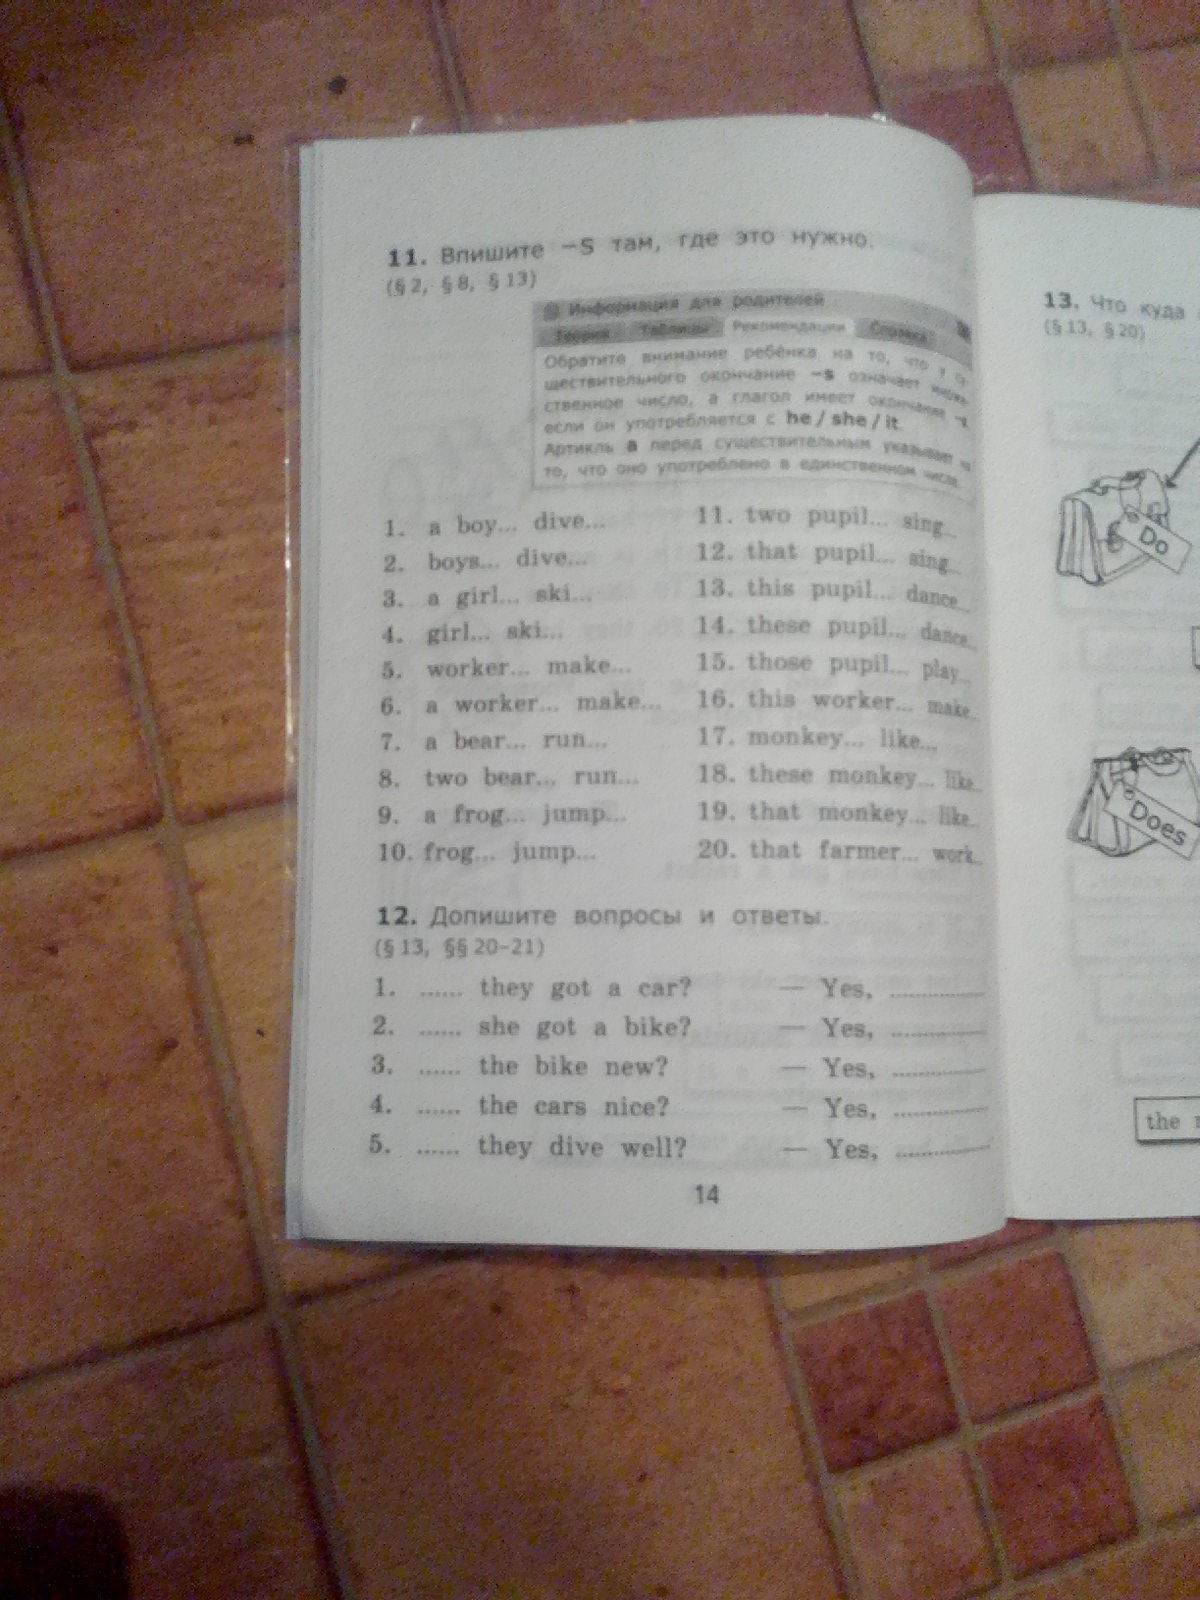 11. Впишите –s там, где это нужно.
(§ 2, § 8, § 13)
Информация для родителей
Теория Таблицы Рекомендации Справка
Обратите внимание ребёнка на то, что у су-
ществительного окончание –s означает множе-
ственное число, а глагол имеет окончание –s,
если он употребляется с he / she / it.
Артикль a перед существительным указывает на
то, что оно употреблено в единственном числе.
1. a boy... dive...
2. boys... dive...
3. a girl... ski...
4. girl... ski...
5. worker... make...
6. a worker... make...
7. a bear... run...
8. two bear... run...
9. a frog... jump...
10. frog... jump...
11. two pupil... sing...
12. that pupil... sing...
13. this pupil... dance...
14. these pupil... dance...
15. those pupil... play...
16. this worker... make...
17. monkey... like...
18. these monkey... like...
19. that monkey... like...
20. that farmer... work...
12. Допишите вопросы и ответы.
(§ 13, §§ 20–21)
1. ...... they got a car? — Yes, ..............
2. ...... she got a bike? — Yes, ..............
3. ...... the bike new? — Yes, ..............
4. ...... the cars nice? — Yes, ..............
5. ...... they dive well? — Yes, ..............
14
13. Что куда
(§ 13, § 20)
Do
Does
the